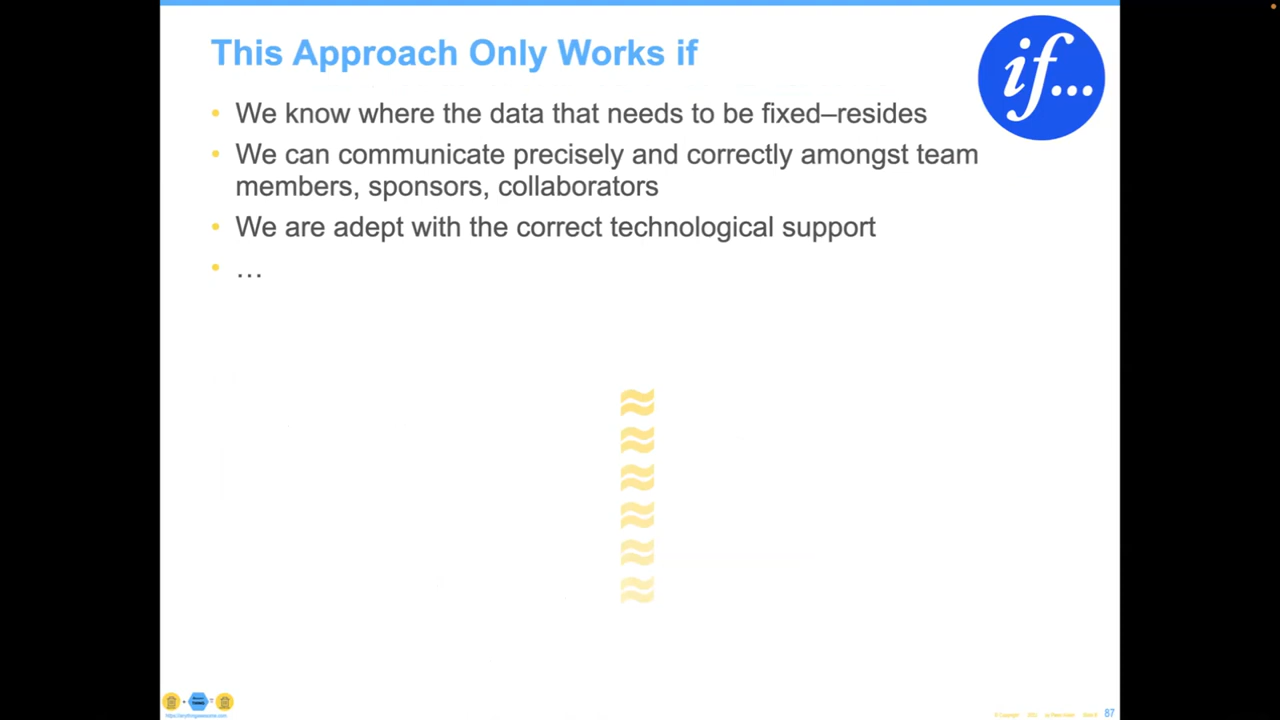 This Approach Only Works if
if...
• We know where the data that needs to be fixed–resides
• We can communicate precisely and correctly amongst team
members, sponsors, collaborators
• We are adept with the correct technological support
• …
87